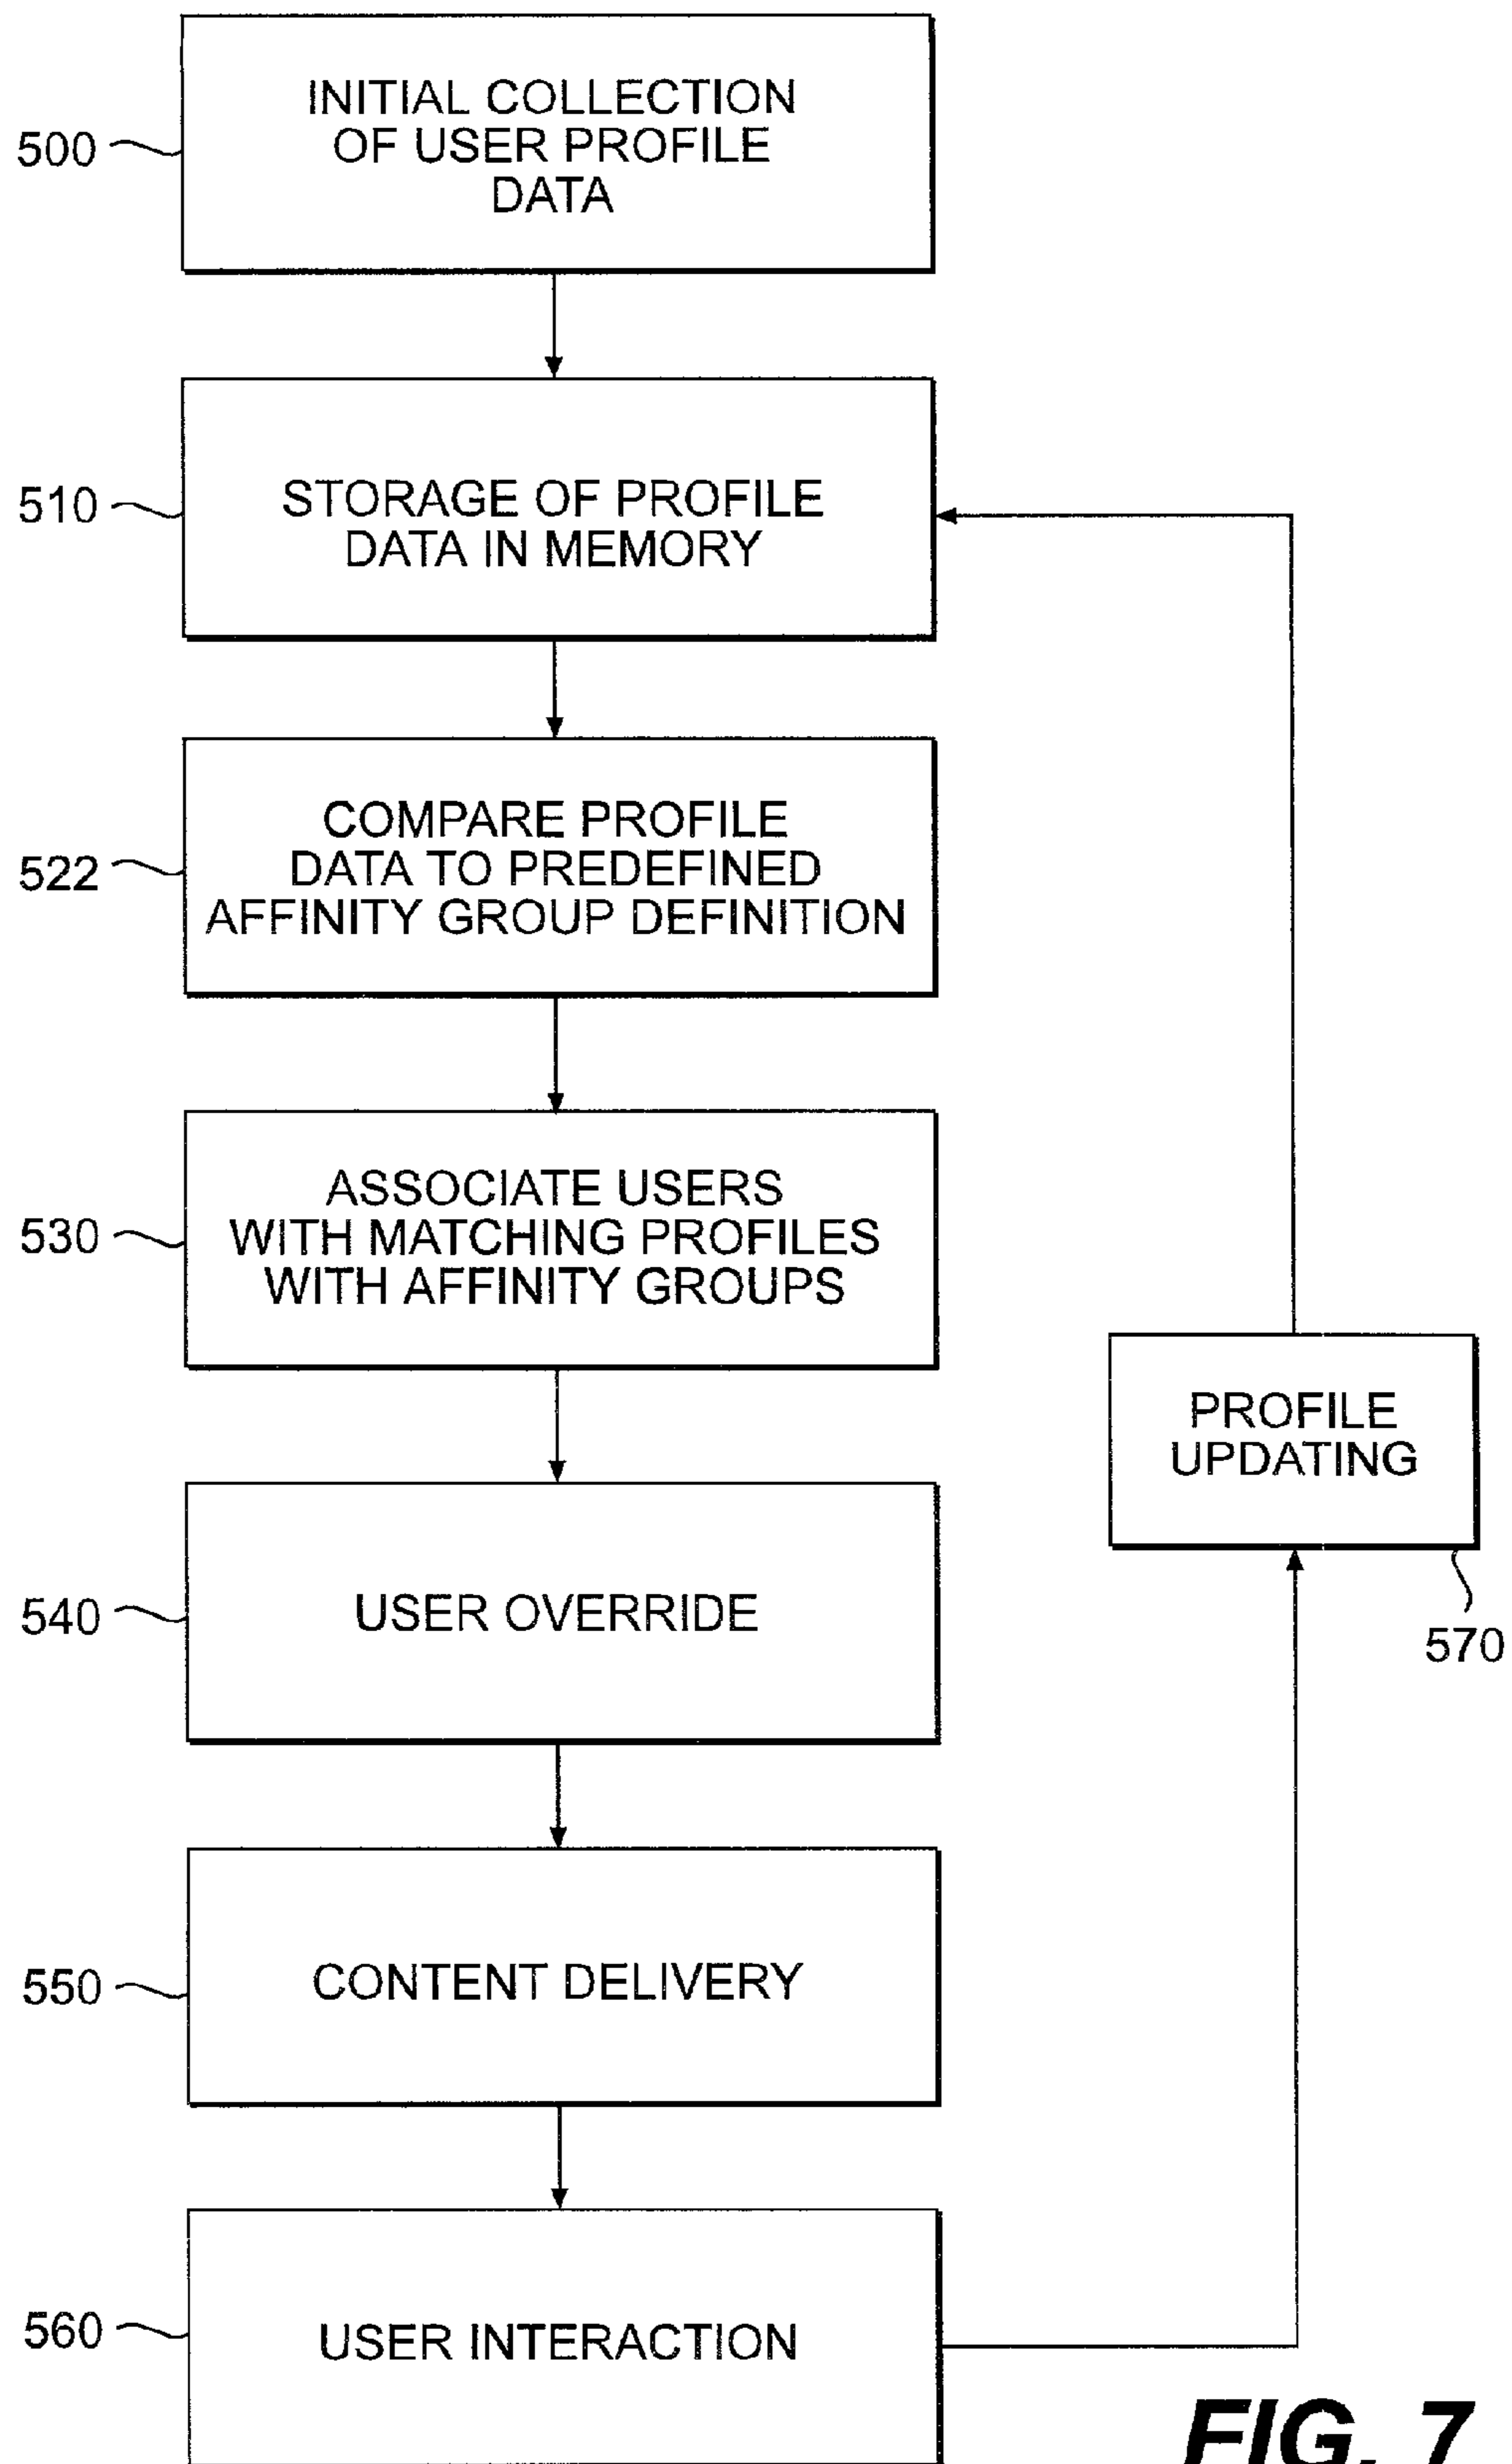 500
INITIAL COLLECTION
OF USER PROFILE
DATA
510
STORAGE OF PROFILE
DATA IN MEMORY
522
COMPARE PROFILE
DATA TO PREDEFINED
AFFINITY GROUP DEFINITION
530
ASSOCIATE USERS
WITH MATCHING PROFILES
WITH AFFINITY GROUPS
PROFILE
UPDATING
570
540
USER OVERRIDE
550
CONTENT DELIVERY
560
USER INTERACTION
FIG. 7